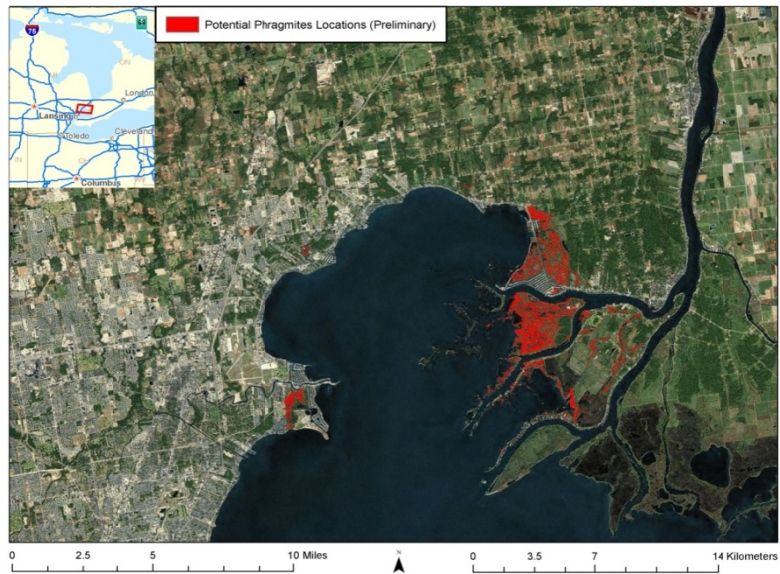 Potential Phragmites Locations (Preliminary)
75
ON
London
Lansing
Toledo
Cleveland
IN
OH
Columbus
0 2.5 5 10 Miles
N
0 3.5 7 14 Kilometers